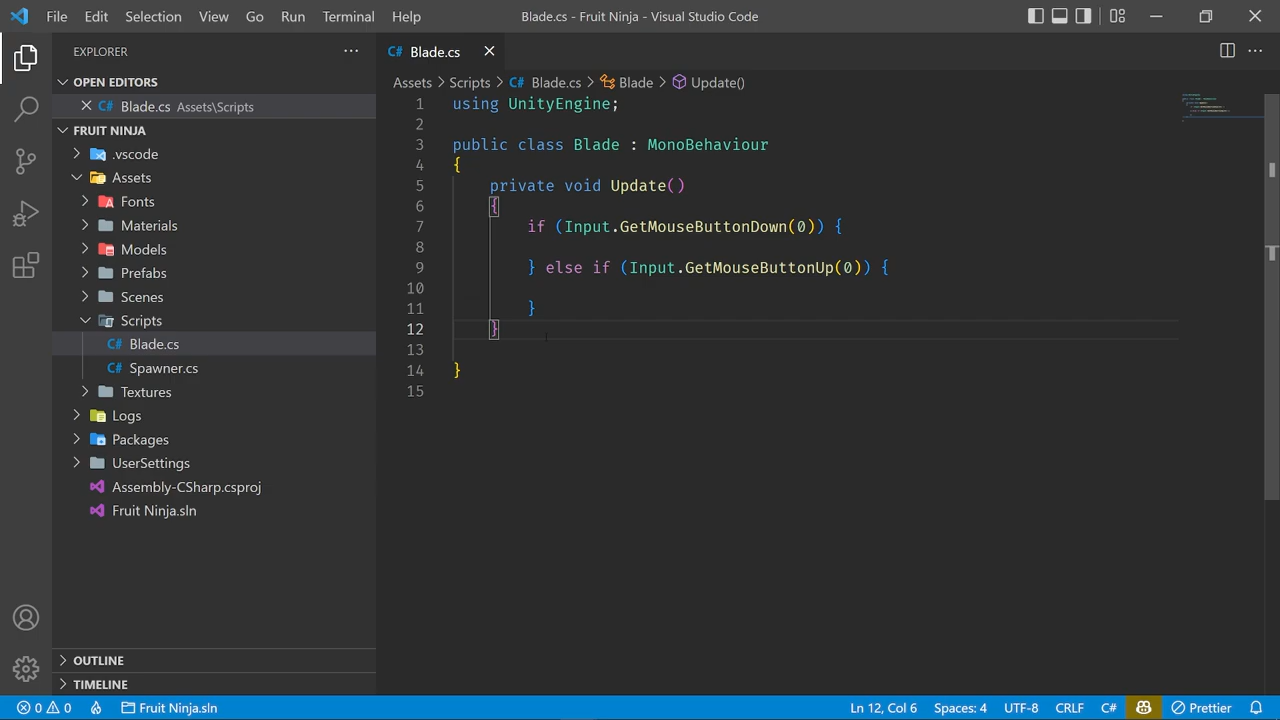 File Edit Selection View Go Run Terminal Help Blade.cs - Fruit Ninja - Visual Studio Code
EXPLORER
OPEN EDITORS
C# Blade.cs Assets\Scripts
FRUIT NINJA
.vscode
Assets
Fonts
Materials
Models
Prefabs
Scenes
Scripts
C# Blade.cs
C# Spawner.cs
Textures
Logs
Packages
UserSettings
Assembly-CSharp.csproj
Fruit Ninja.sln
OUTLINE
TIMELINE
C# Blade.cs
Assets > Scripts > C# Blade.cs > Blade > Update()
1 using UnityEngine;
2
3 public class Blade : MonoBehaviour
4 {
5 private void Update()
6 {
7 if (Input.GetMouseButtonDown(0)) {
8
9 } else if (Input.GetMouseButtonUp(0)) {
10
11 }
12 }
13
14 }
15
0 0 Fruit Ninja.sln Ln 12, Col 6 Spaces: 4 UTF-8 CRLF C# Prettier